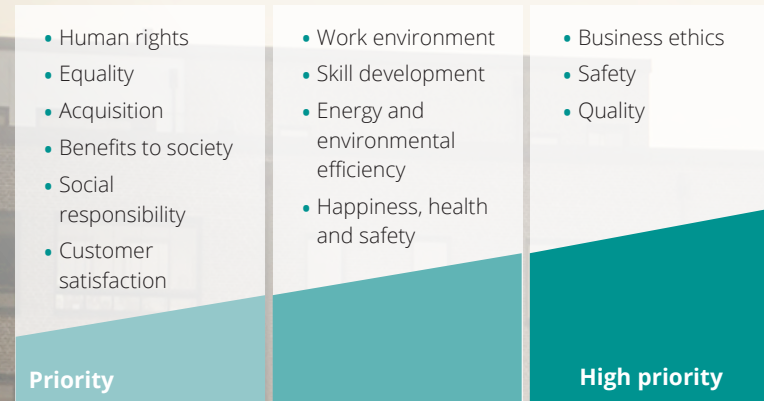 • Human rights
• Equality
• Acquisition
• Benefits to society
• Social
responsibility
• Customer
satisfaction
• Work environment
• Skill development
• Energy and
environmental
efficiency
• Happiness, health
and safety
• Business ethics
• Safety
• Quality
Priority
High priority